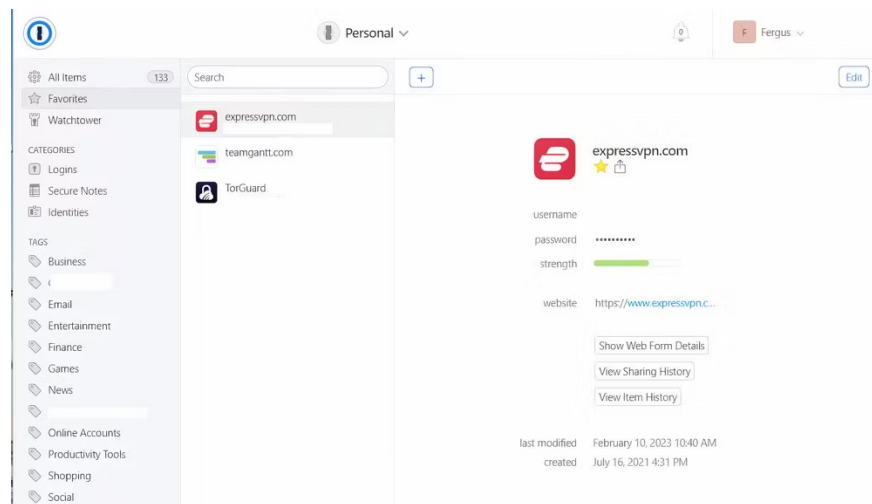 Personal
0
F Fergus
All Items 133
Favorites
Watchtower
CATEGORIES
Logins
Secure Notes
Identities
TAGS
Business
Email
Entertainment
Finance
Games
News
Online Accounts
Productivity Tools
Shopping
Social
Search
expressvpn.com
teamgantt.com
TorGuard
+
Edit
expressvpn.com
username
password ••••••••••
strength
website https://www.expressvpn.c...
Show Web Form Details
View Sharing History
View Item History
last modified February 10, 2023 10:40 AM
created July 16, 2021 4:31 PM